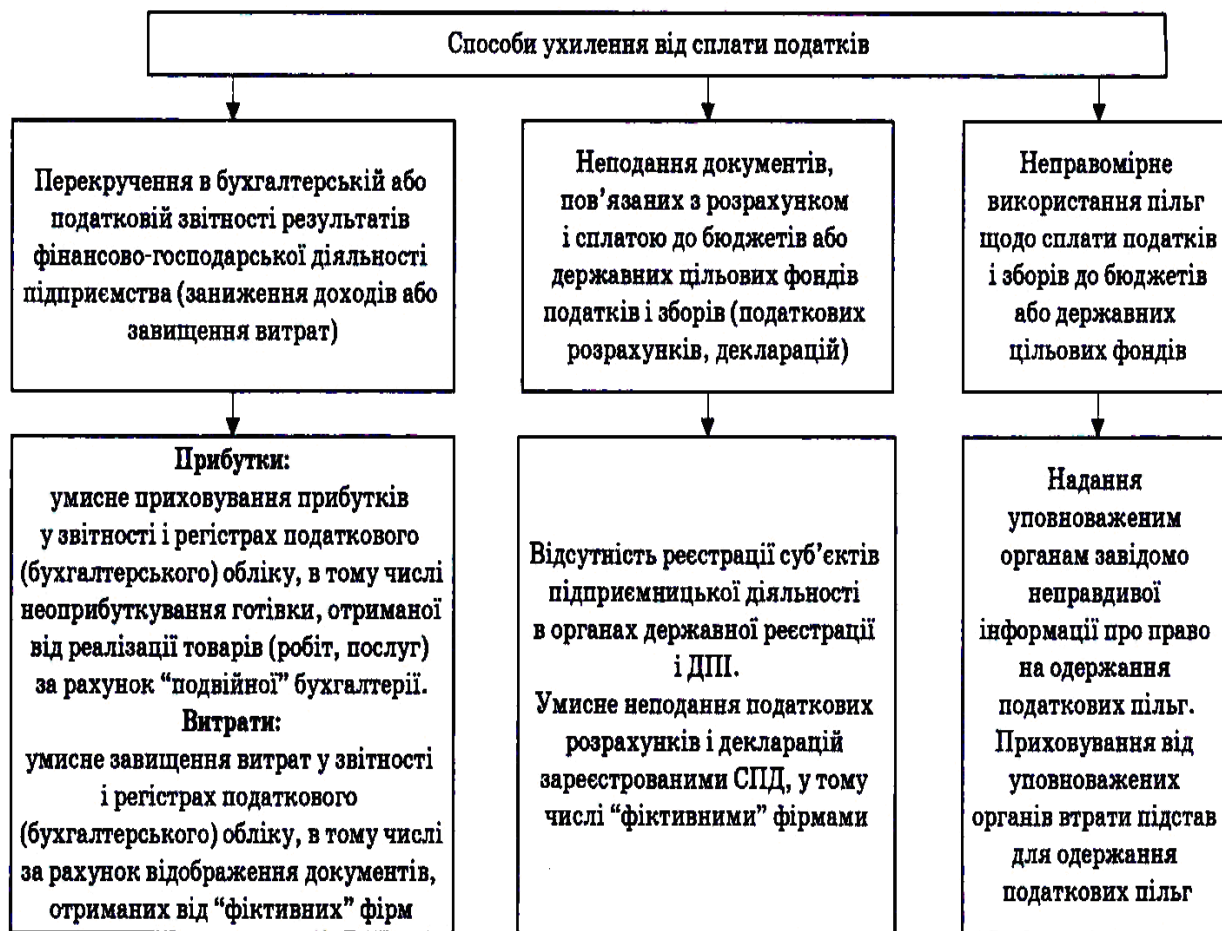 Способи ухилення від сплати податків
Перекручення в бухгалтерській або
податковій звітності результатів
фінансово-господарської діяльності
підприємства (заниження доходів або
завищення витрат)
Неподання документів,
пов’язаних з розрахунком
і сплатою до бюджетів або
державних цільових фондів
податків і зборів (податкових
розрахунків, декларацій)
Неправомірне
використання пільг
щодо сплати податків
і зборів до бюджетів
або державних
цільових фондів
Прибутки:
умисне приховування прибутків
у звітності і регістрах податкового
(бухгалтерського) обліку, в тому числі
неоприбуткування готівки, отриманої
від реалізації товарів (робіт, послуг)
за рахунок “подвійної” бухгалтерії.
Витрати:
умисне завищення витрат у звітності
і регістрах податкового
(бухгалтерського) обліку, в тому числі
за рахунок відображення документів,
отриманих від “фіктивних” фірм
Відсутність реєстрації суб’єктів
підприємницької діяльності
в органах державної реєстрації
і ДПІ.
Умисне неподання податкових
розрахунків і декларацій
зареєстрованими СПД, у тому
числі “фіктивними” фірмами
Надання
уповноваженим
органам завідомо
неправдивої
інформації про право
на одержання
податкових пільг.
Приховування від
уповноважених
органів втрати підстав
для одержання
податкових пільг